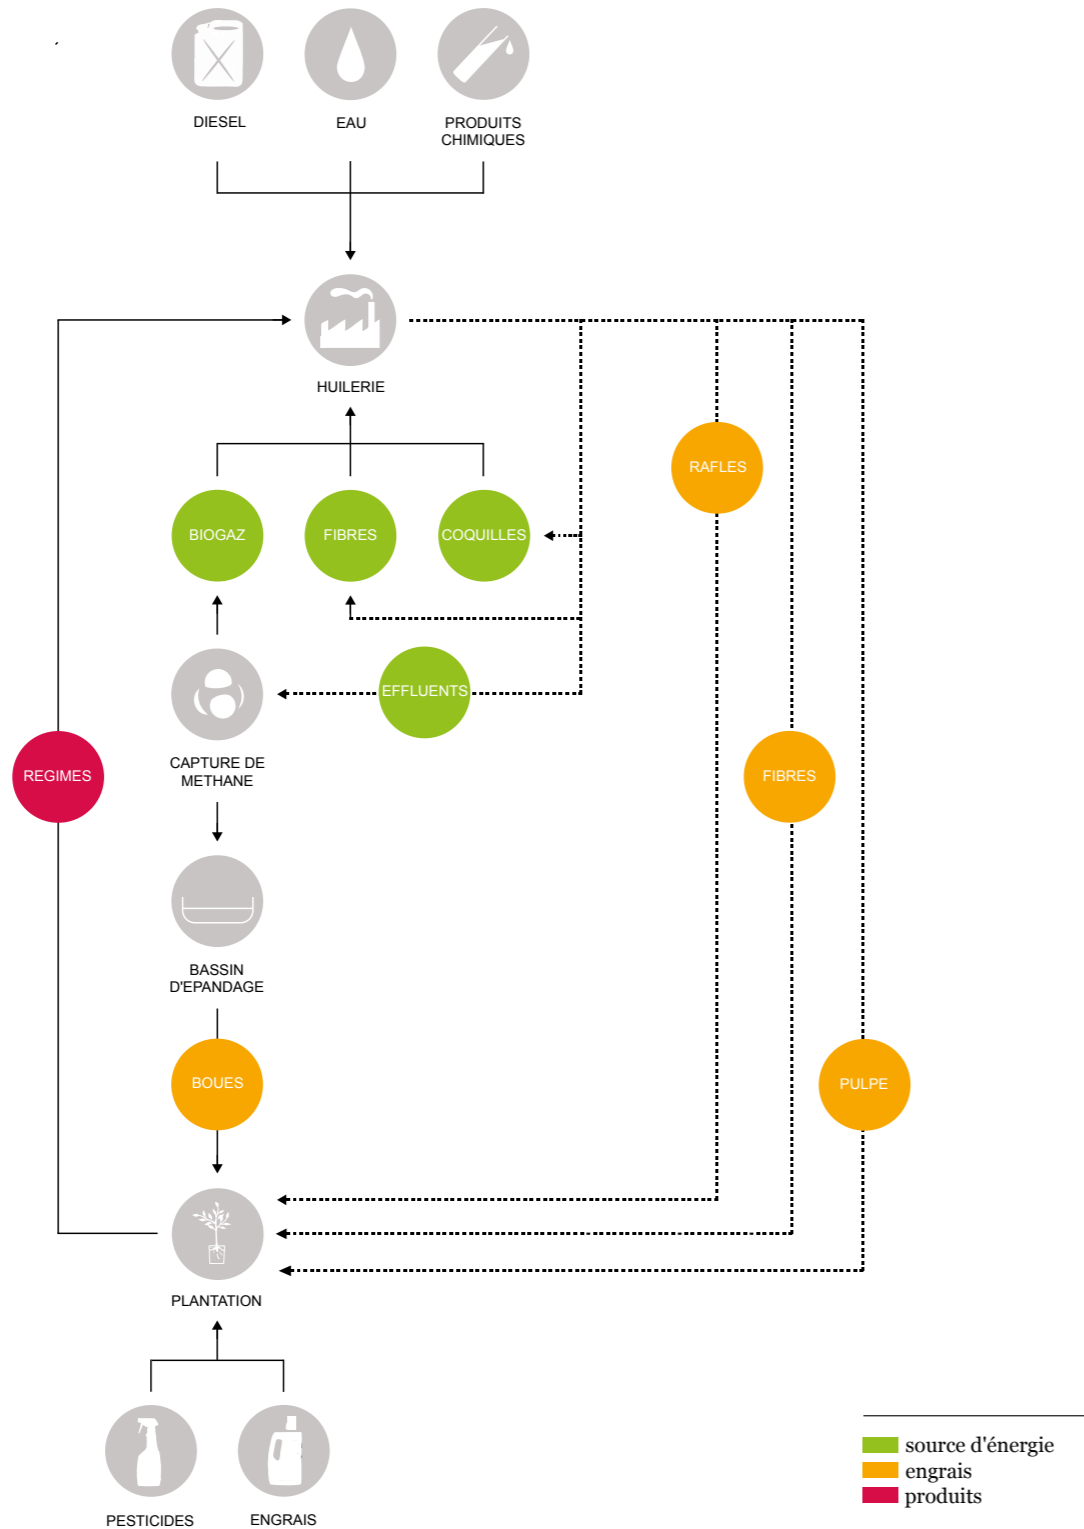 DIESEL
EAU
PRODUITS
CHIMIQUES
HUILERIE
RAFLES
BIOGAZ
FIBRES
COQUILLES
EFFLUENTS
CAPTURE DE
METHANE
REGIMES
FIBRES
BASSIN
D'EPANDAGE
BOUES
PULPE
PLANTATION
PESTICIDES
ENGRAIS
source d'énergie
engrais
produits